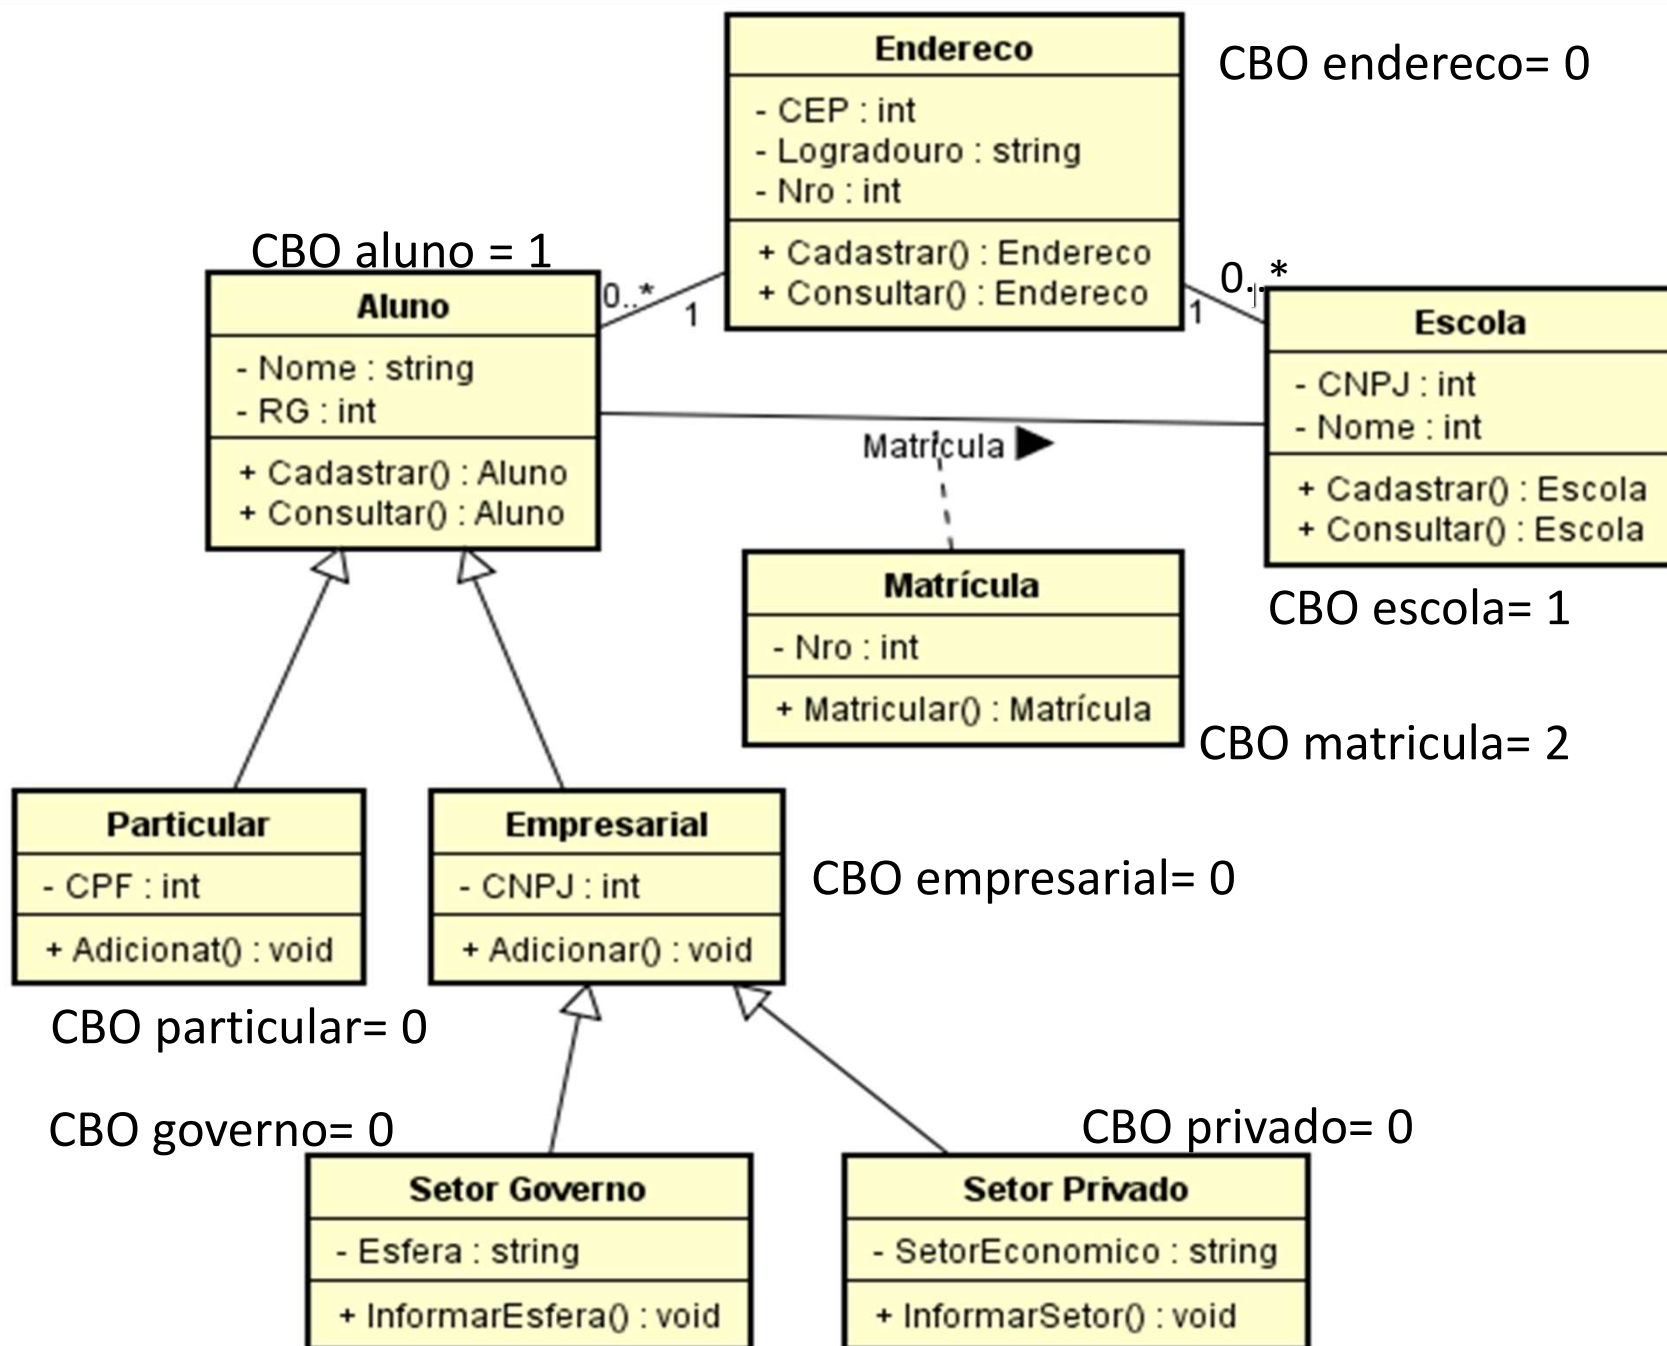 Endereco
- CEP : int
- Logradouro : string
- Nro : int
+ Cadastrar() : Endereco
+ Consultar() : Endereco
CBO endereco= 0
CBO aluno = 1
Aluno
- Nome : string
- RG : int
+ Cadastrar() : Aluno
+ Consultar() : Aluno
0..*
1
1
0..*
Escola
- CNPJ : int
- Nome : int
+ Cadastrar() : Escola
+ Consultar() : Escola
CBO escola= 1
Matrícula
Matrícula
- Nro : int
+ Matricular() : Matrícula
CBO matricula= 2
Particular
- CPF : int
+ Adicionat() : void
CBO particular= 0
Empresarial
- CNPJ : int
+ Adicionar() : void
CBO empresarial= 0
CBO governo= 0
Setor Governo
- Esfera : string
+ InformarEsfera() : void
CBO privado= 0
Setor Privado
- SetorEconomico : string
+ InformarSetor() : void